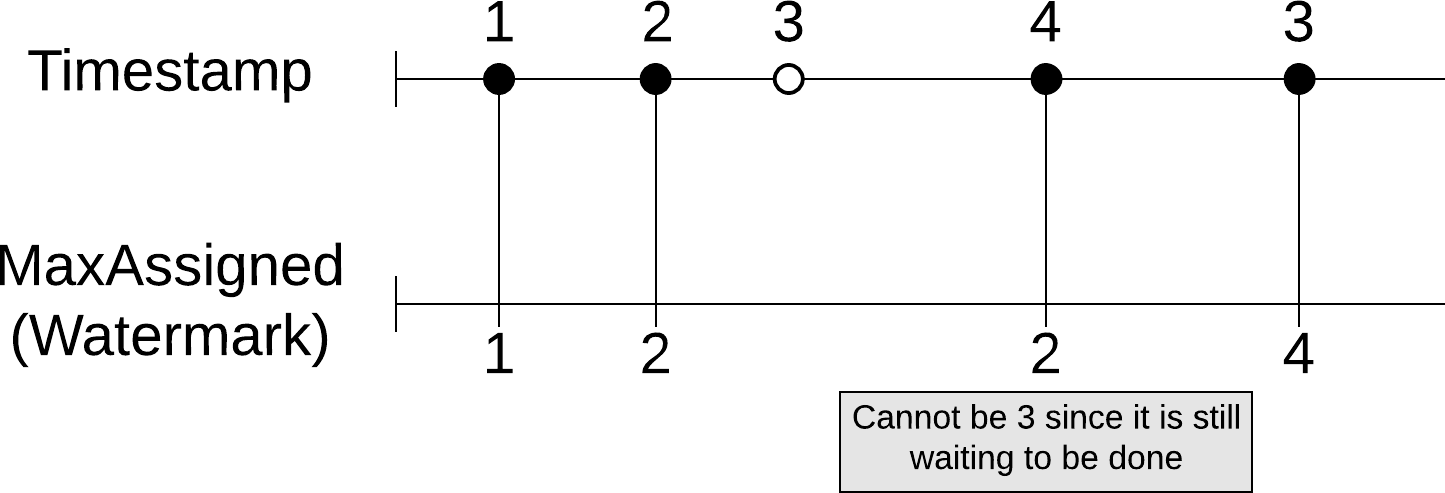 1 2 3 4 3
Timestamp
MaxAssigned
(Watermark)
1 2 2 4
Cannot be 3 since it is still
waiting to be done